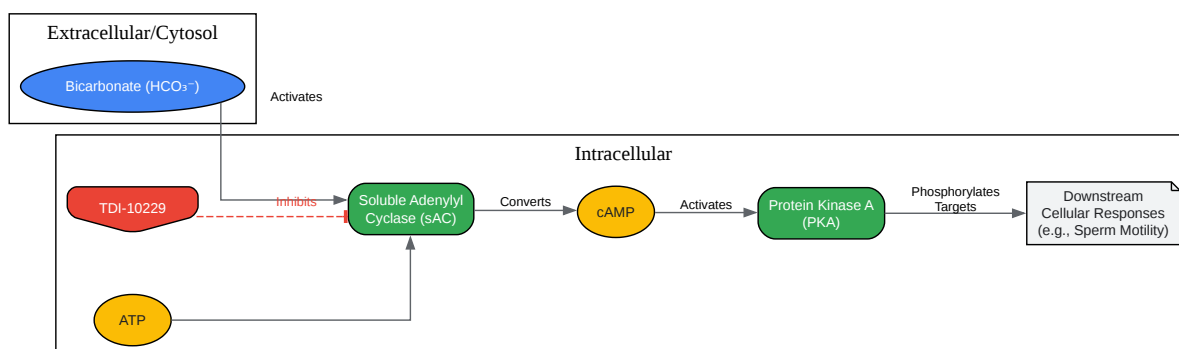 Extracellular/Cytosol
Bicarbonate (HCO₃⁻)
Activates
Intracellular
TDI-10229
Inhibits
Soluble Adenylyl
Cyclase (sAC)
Converts
cAMP
Activates
Protein Kinase A
(PKA)
Phosphorylates
Targets
Downstream
Cellular Responses
(e.g., Sperm Motility)
ATP